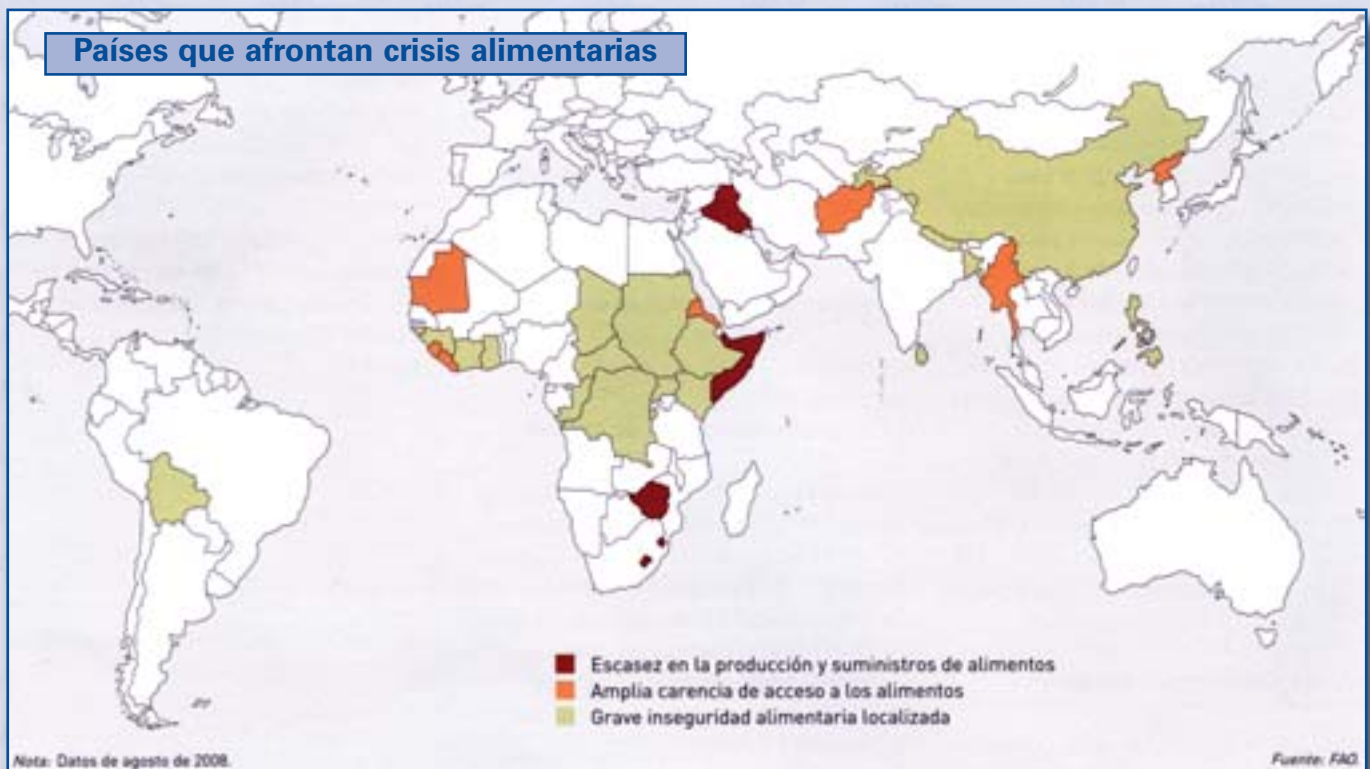 Países que afrontan crisis alimentarias
Escasez en la producción y suministros de alimentos
Amplia carencia de acceso a los alimentos
Grave inseguridad alimentaria localizada
Nota: Datos de agosto de 2008.
Fuente: FAO.